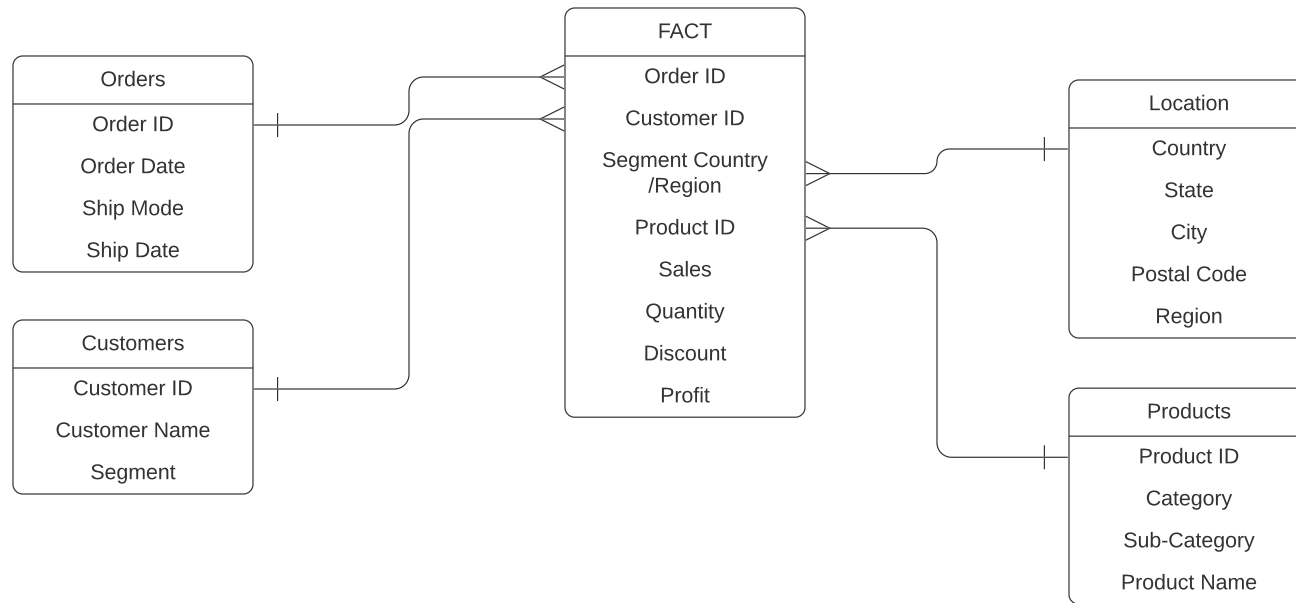 Orders
Order ID
Order Date
Ship Mode
Ship Date
Customers
Customer ID
Customer Name
Segment
FACT
Order ID
Customer ID
Segment Country
/Region
Product ID
Sales
Quantity
Discount
Profit
Location
Country
State
City
Postal Code
Region
Products
Product ID
Category
Sub-Category
Product Name